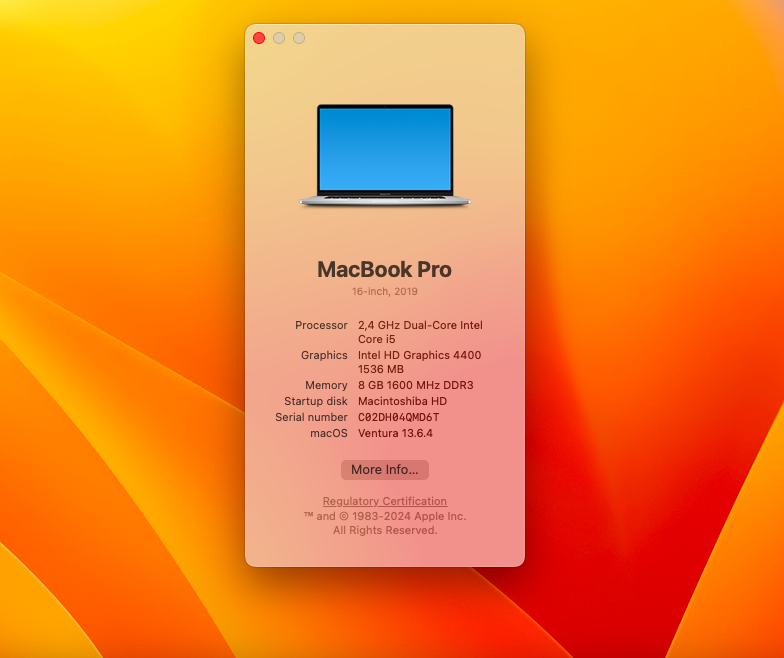 MacBook Pro
16-inch, 2019
Processor 2,4 GHz Dual-Core Intel
Core i5
Graphics Intel HD Graphics 4400
1536 MB
Memory 8 GB 1600 MHz DDR3
Startup disk Macintoshiba HD
Serial number C02DH04QMD6T
macOS Ventura 13.6.4
More Info...
Regulatory Certification
™ and © 1983-2024 Apple Inc.
All Rights Reserved.